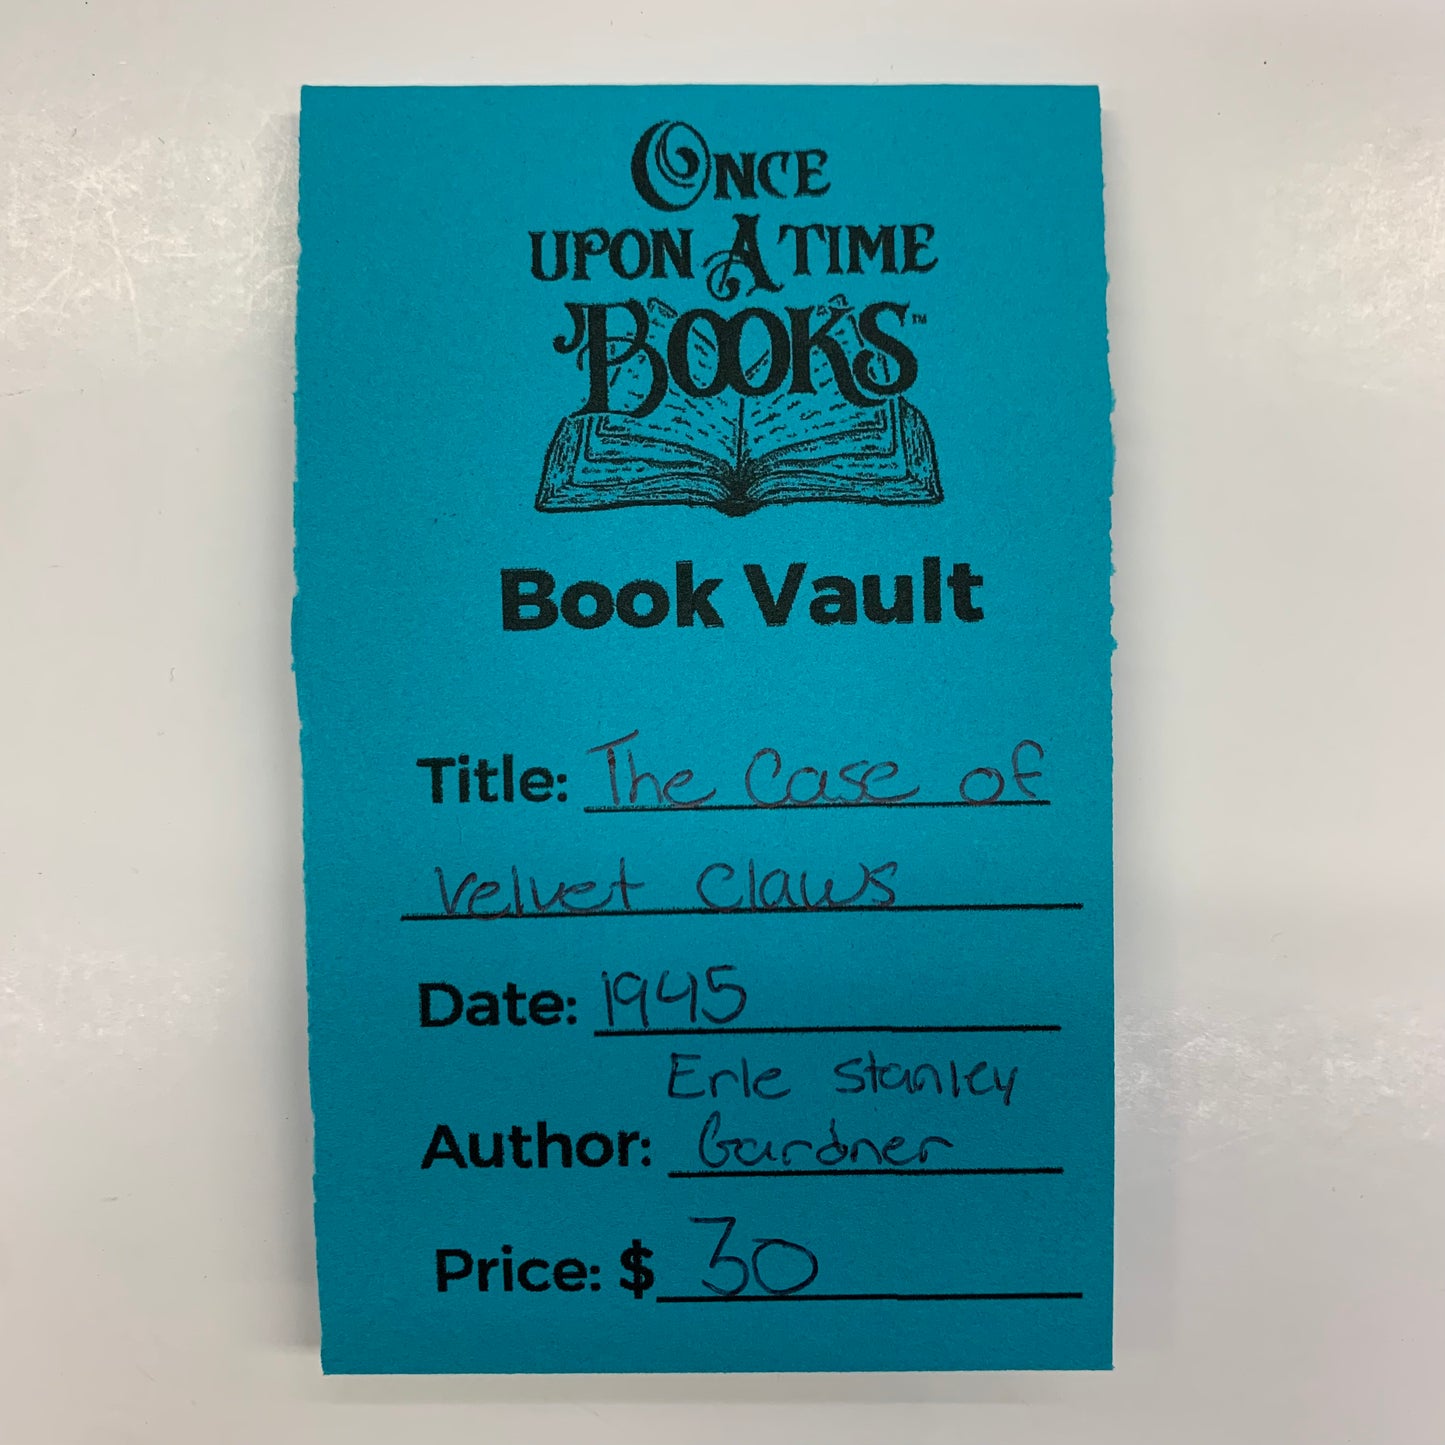 ONCE
UPON A TIME
BOOKS™
Book Vault
Title: The Case of
Velvet Claws
Date: 1945
Erle Stanley
Author: Gardner
Price: $ 30